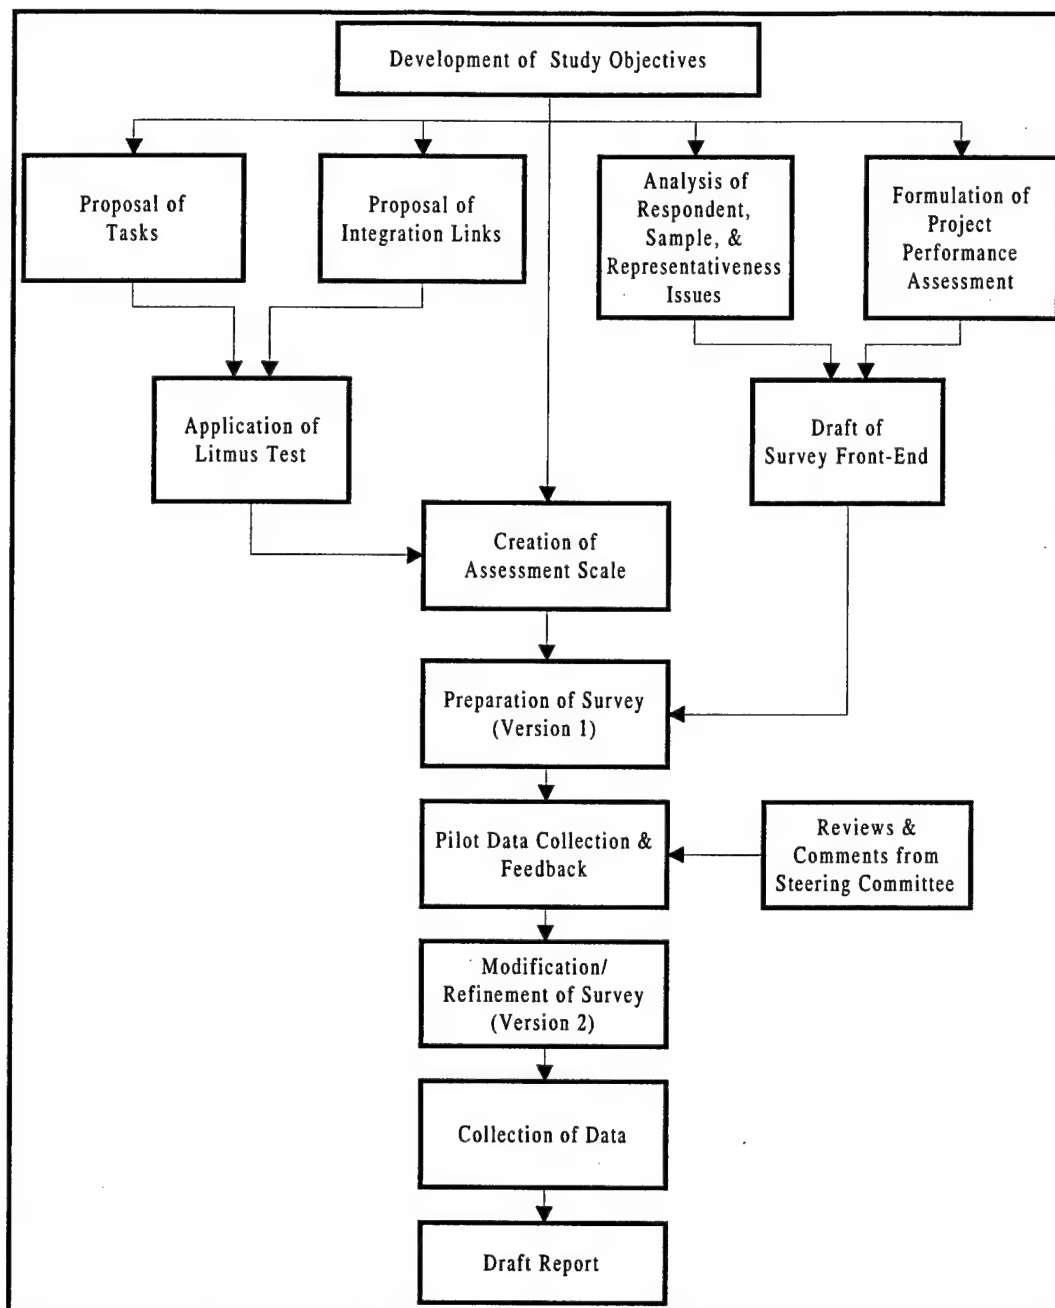 Development of Study Objectives
Proposal of
Tasks
Proposal of
Integration Links
Analysis of
Respondent,
Sample, &
Representativeness
Issues
Formulation of
Project
Performance
Assessment
Application of
Litmus Test
Draft of
Survey Front-End
Creation of
Assessment Scale
Preparation of Survey
(Version 1)
Pilot Data Collection &
Feedback
Reviews &
Comments from
Steering Committee
Modification/
Refinement of Survey
(Version 2)
Collection of Data
Draft Report